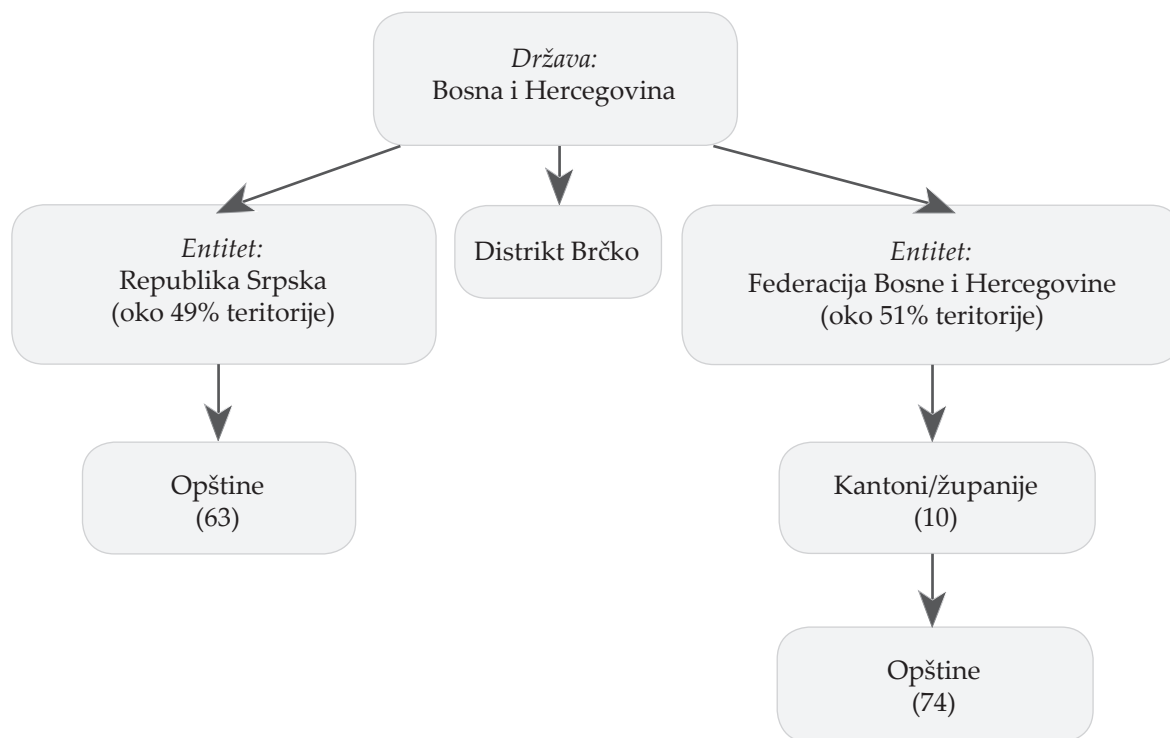 Država:
Bosna i Hercegovina
Entitet:
Republika Srpska
(oko 49% teritorije)
Distrikt Brčko
Entitet:
Federacija Bosne i Hercegovine
(oko 51% teritorije)
Opštine
(63)
Kantoni/županije
(10)
Opštine
(74)